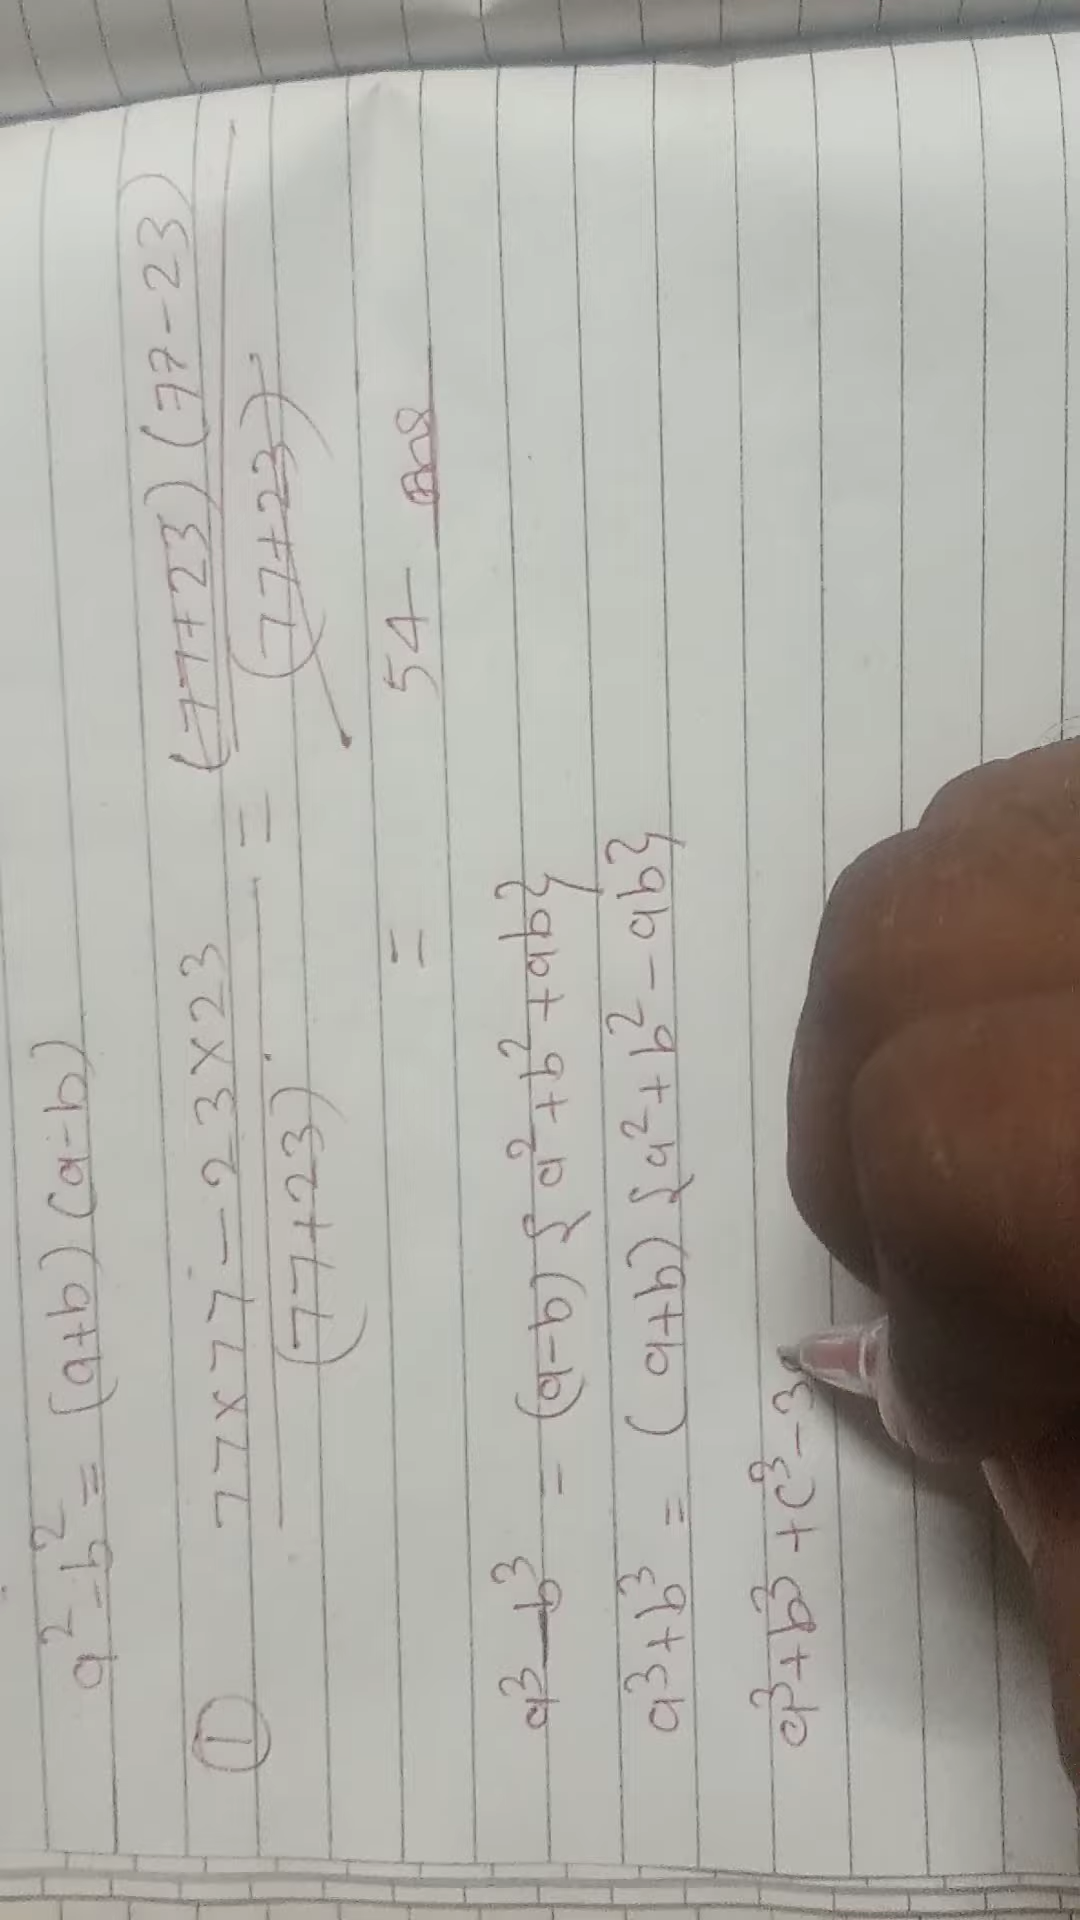 a² - b² = (a+b) (a-b)
① 77×77 - 23×23 / (77+23) = (77+23) (77-23) / (77+23)
= 54 ans
a³ - b³ = (a-b) {a² + b² + ab}
a³ + b³ = (a+b) {a² + b² - ab}
a³ + b³ + c³ - 3